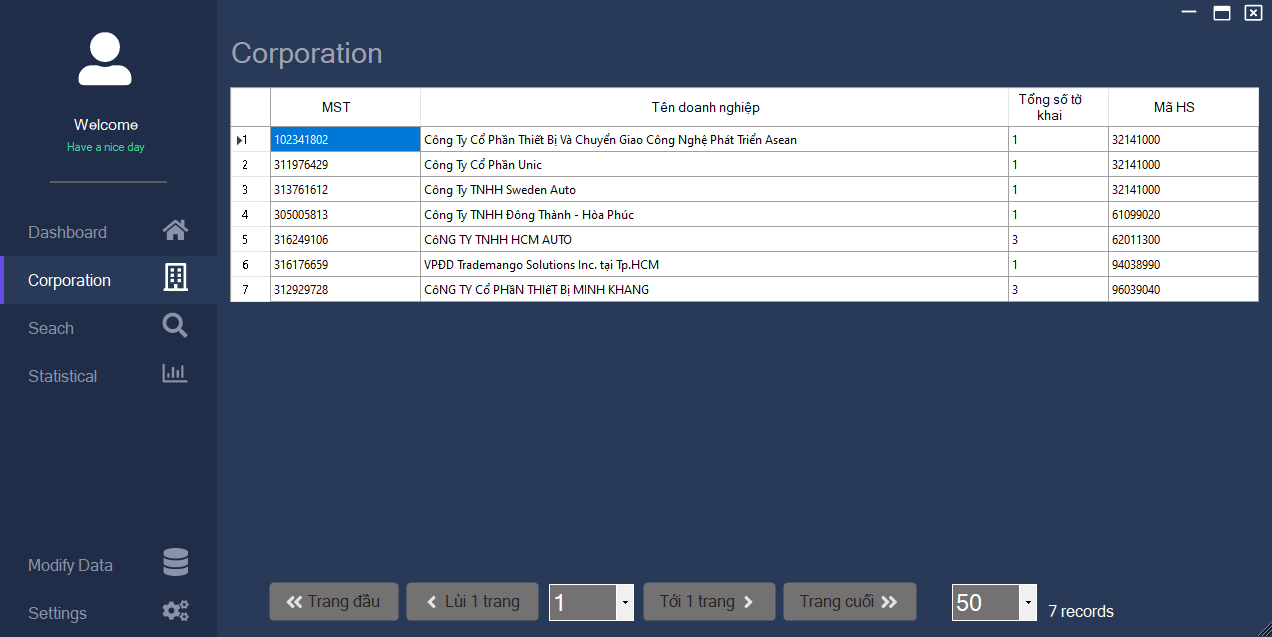 Welcome
Have a nice day
Dashboard
Corporation
Seach
Statistical
Modify Data
Settings
Corporation
MST Tên doanh nghiệp Tổng số tờ khai Mã HS
1 102341802 Công Ty Cổ Phần Thiết Bị Và Chuyển Giao Công Nghệ Phát Triển Asean 1 32141000
2 311976429 Công Ty Cổ Phần Unic 1 32141000
3 313761612 Công Ty TNHH Sweden Auto 1 32141000
4 305005813 Công Ty TNHH Đông Thành - Hòa Phúc 1 61099020
5 316249106 CôNG TY TNHH HCM AUTO 3 62011300
6 316176659 VPĐD Trademango Solutions Inc. tại Tp.HCM 1 94038990
7 312929728 CôNG TY Cổ PHầN THIếT Bị MINH KHANG 3 96039040
Trang đầu Lùi 1 trang 1 Tới 1 trang Trang cuối 50 7 records